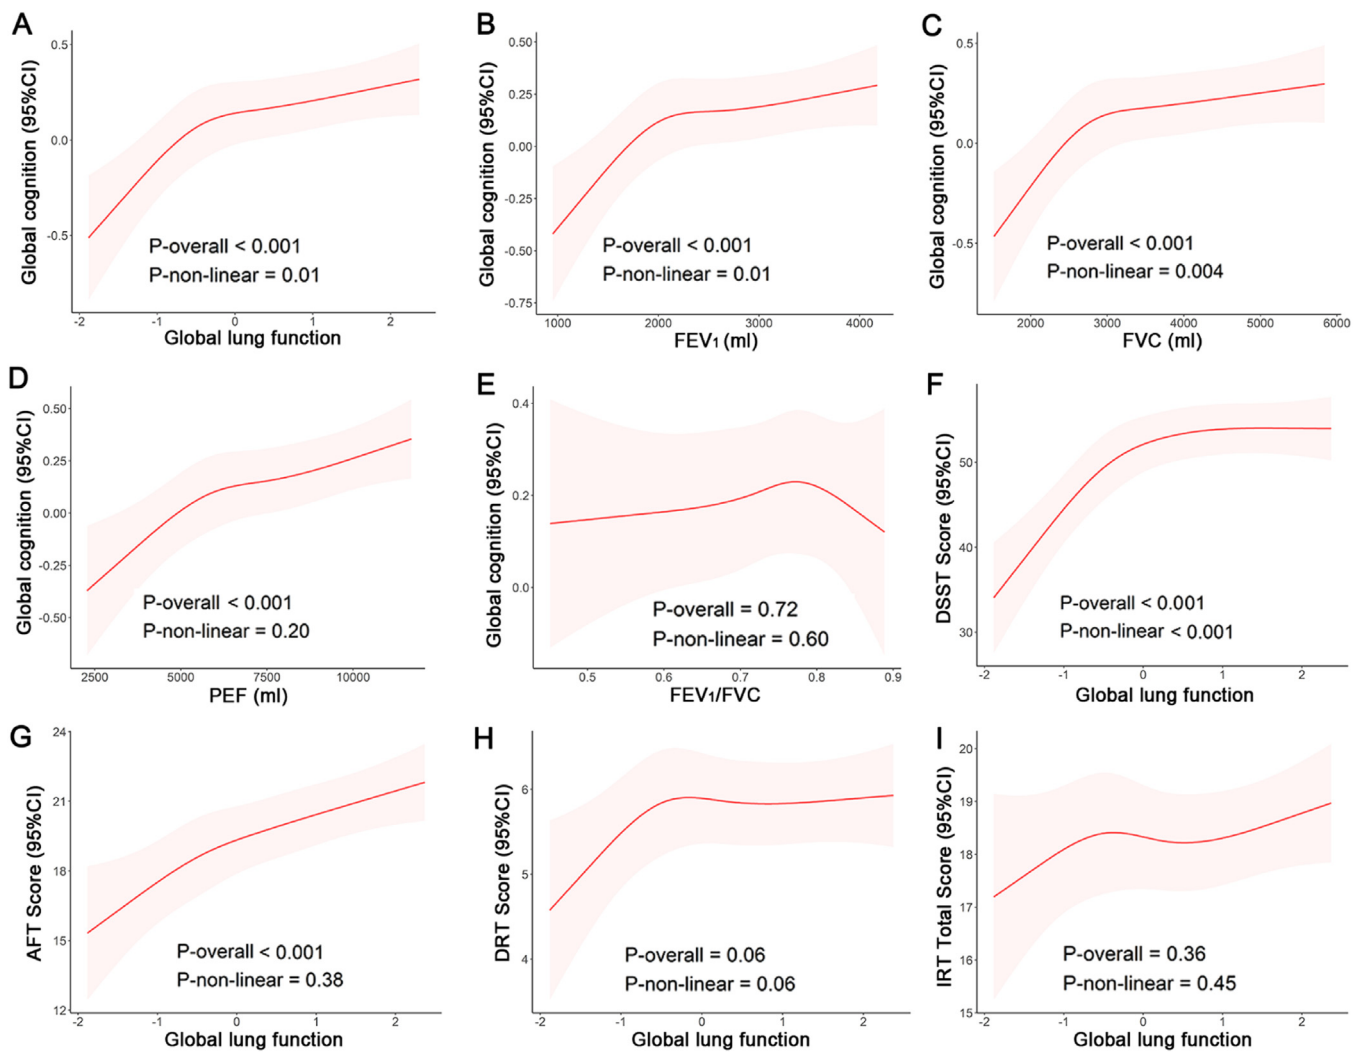 A
Global cognition (95%CI)
0.5
0.0
-0.5
P-overall < 0.001
P-non-linear = 0.01
-2 -1 0 1 2
Global lung function
B
Global cognition (95%CI)
0.50
0.25
0.00
-0.25
-0.50
-0.75
P-overall < 0.001
P-non-linear = 0.01
1000 2000 3000 4000
FEV₁ (ml)
C
Global cognition (95%CI)
0.5
0.0
-0.5
P-overall < 0.001
P-non-linear = 0.004
2000 3000 4000 5000 6000
FVC (ml)
D
Global cognition (95%CI)
0.50
0.25
0.00
-0.25
-0.50
P-overall < 0.001
P-non-linear = 0.20
2500 5000 7500 10000
PEF (ml)
E
Global cognition (95%CI)
0.4
0.2
0.0
P-overall = 0.72
P-non-linear = 0.60
0.5 0.6 0.7 0.8 0.9
FEV₁/FVC
F
DSST Score (95%CI)
50
40
30
P-overall < 0.001
P-non-linear < 0.001
-2 -1 0 1 2
Global lung function
G
AFT Score (95%CI)
24
21
18
15
12
P-overall < 0.001
P-non-linear = 0.38
-2 -1 0 1 2
Global lung function
H
DRT Score (95%CI)
6
5
4
P-overall = 0.06
P-non-linear = 0.06
-2 -1 0 1 2
Global lung function
I
IRT Total Score (95%CI)
20
19
18
17
16
15
P-overall = 0.36
P-non-linear = 0.45
-2 -1 0 1 2
Global lung function